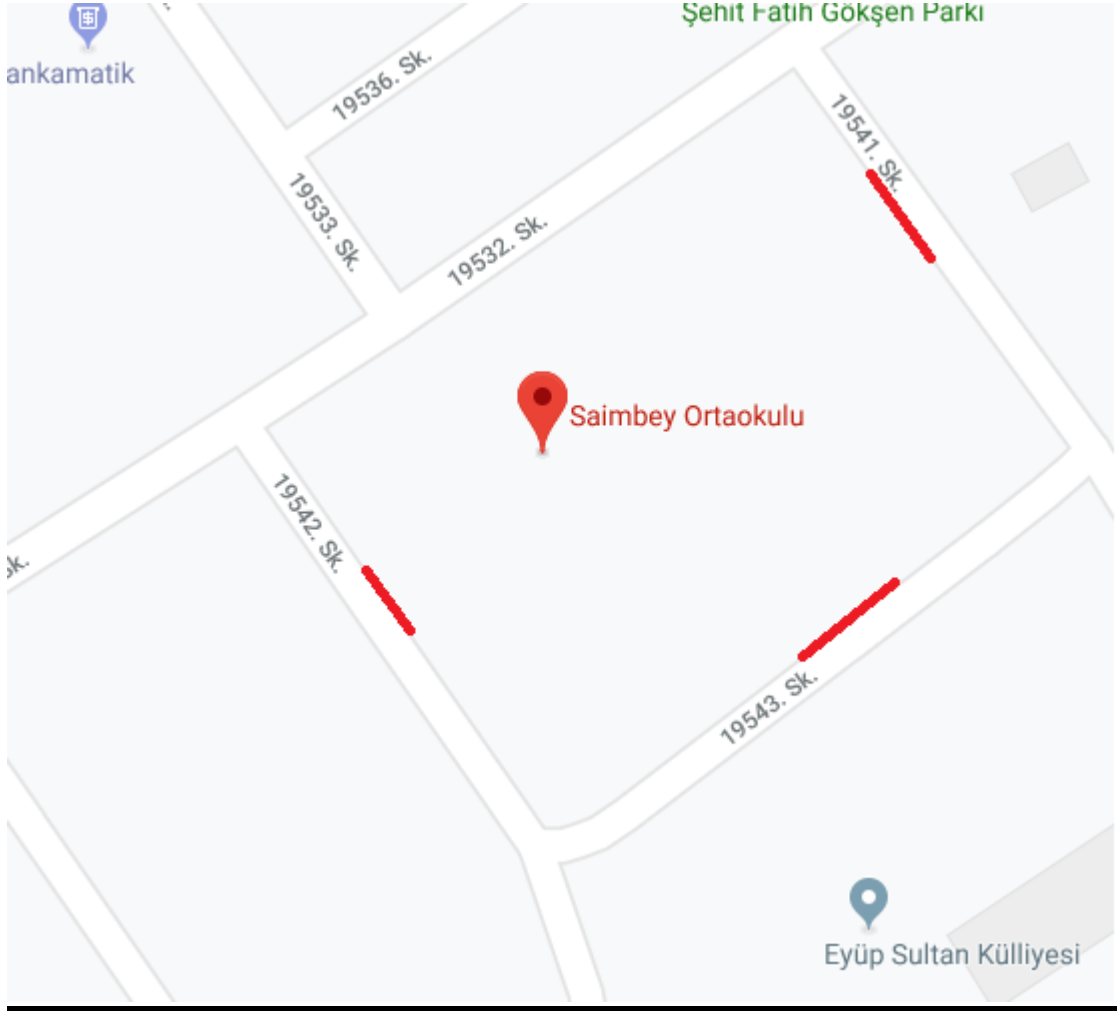 Şehit Fatih Gökşen Parkı
ankamatik
19536. Sk.
19541. Sk.
19533. Sk.
19532. Sk.
Saimbey Ortaokulu
19542. Sk.
Sk.
19543. Sk.
Eyüp Sultan Külliyesi